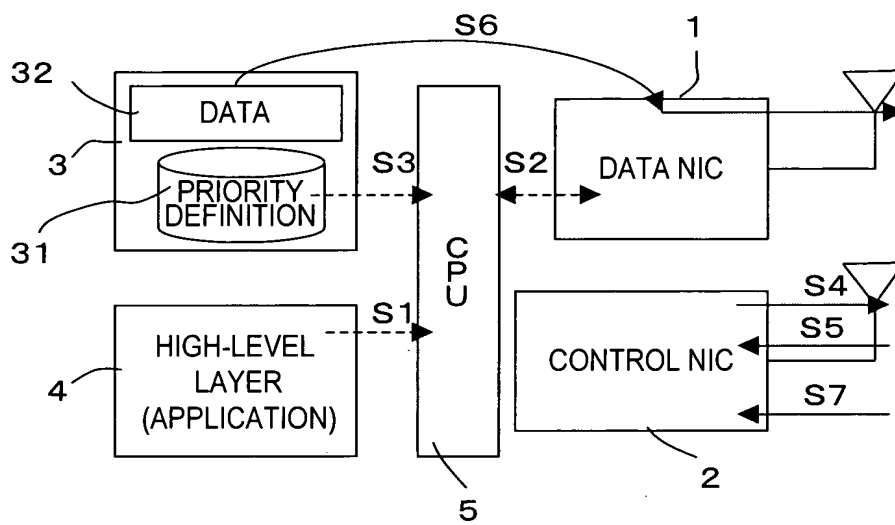 S6
1
32
DATA
3
S3
S2
DATA NIC
PRIORITY
DEFINITION
31
CPU
S4
S1
S5
HIGH-LEVEL
LAYER
(APPLICATION)
CONTROL NIC
4
S7
5
2